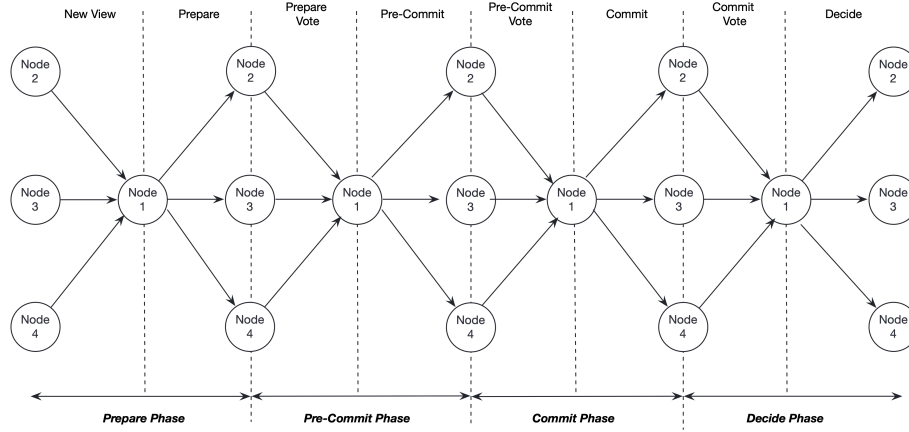 New View
Prepare
Prepare
Vote
Pre-Commit
Pre-Commit
Vote
Commit
Commit
Vote
Decide
Node
2
Node
2
Node
2
Node
2
Node
2
Node
3
Node
1
Node
3
Node
1
Node
3
Node
1
Node
3
Node
1
Node
3
Node
4
Node
4
Node
4
Node
4
Node
4
Prepare Phase
Pre-Commit Phase
Commit Phase
Decide Phase